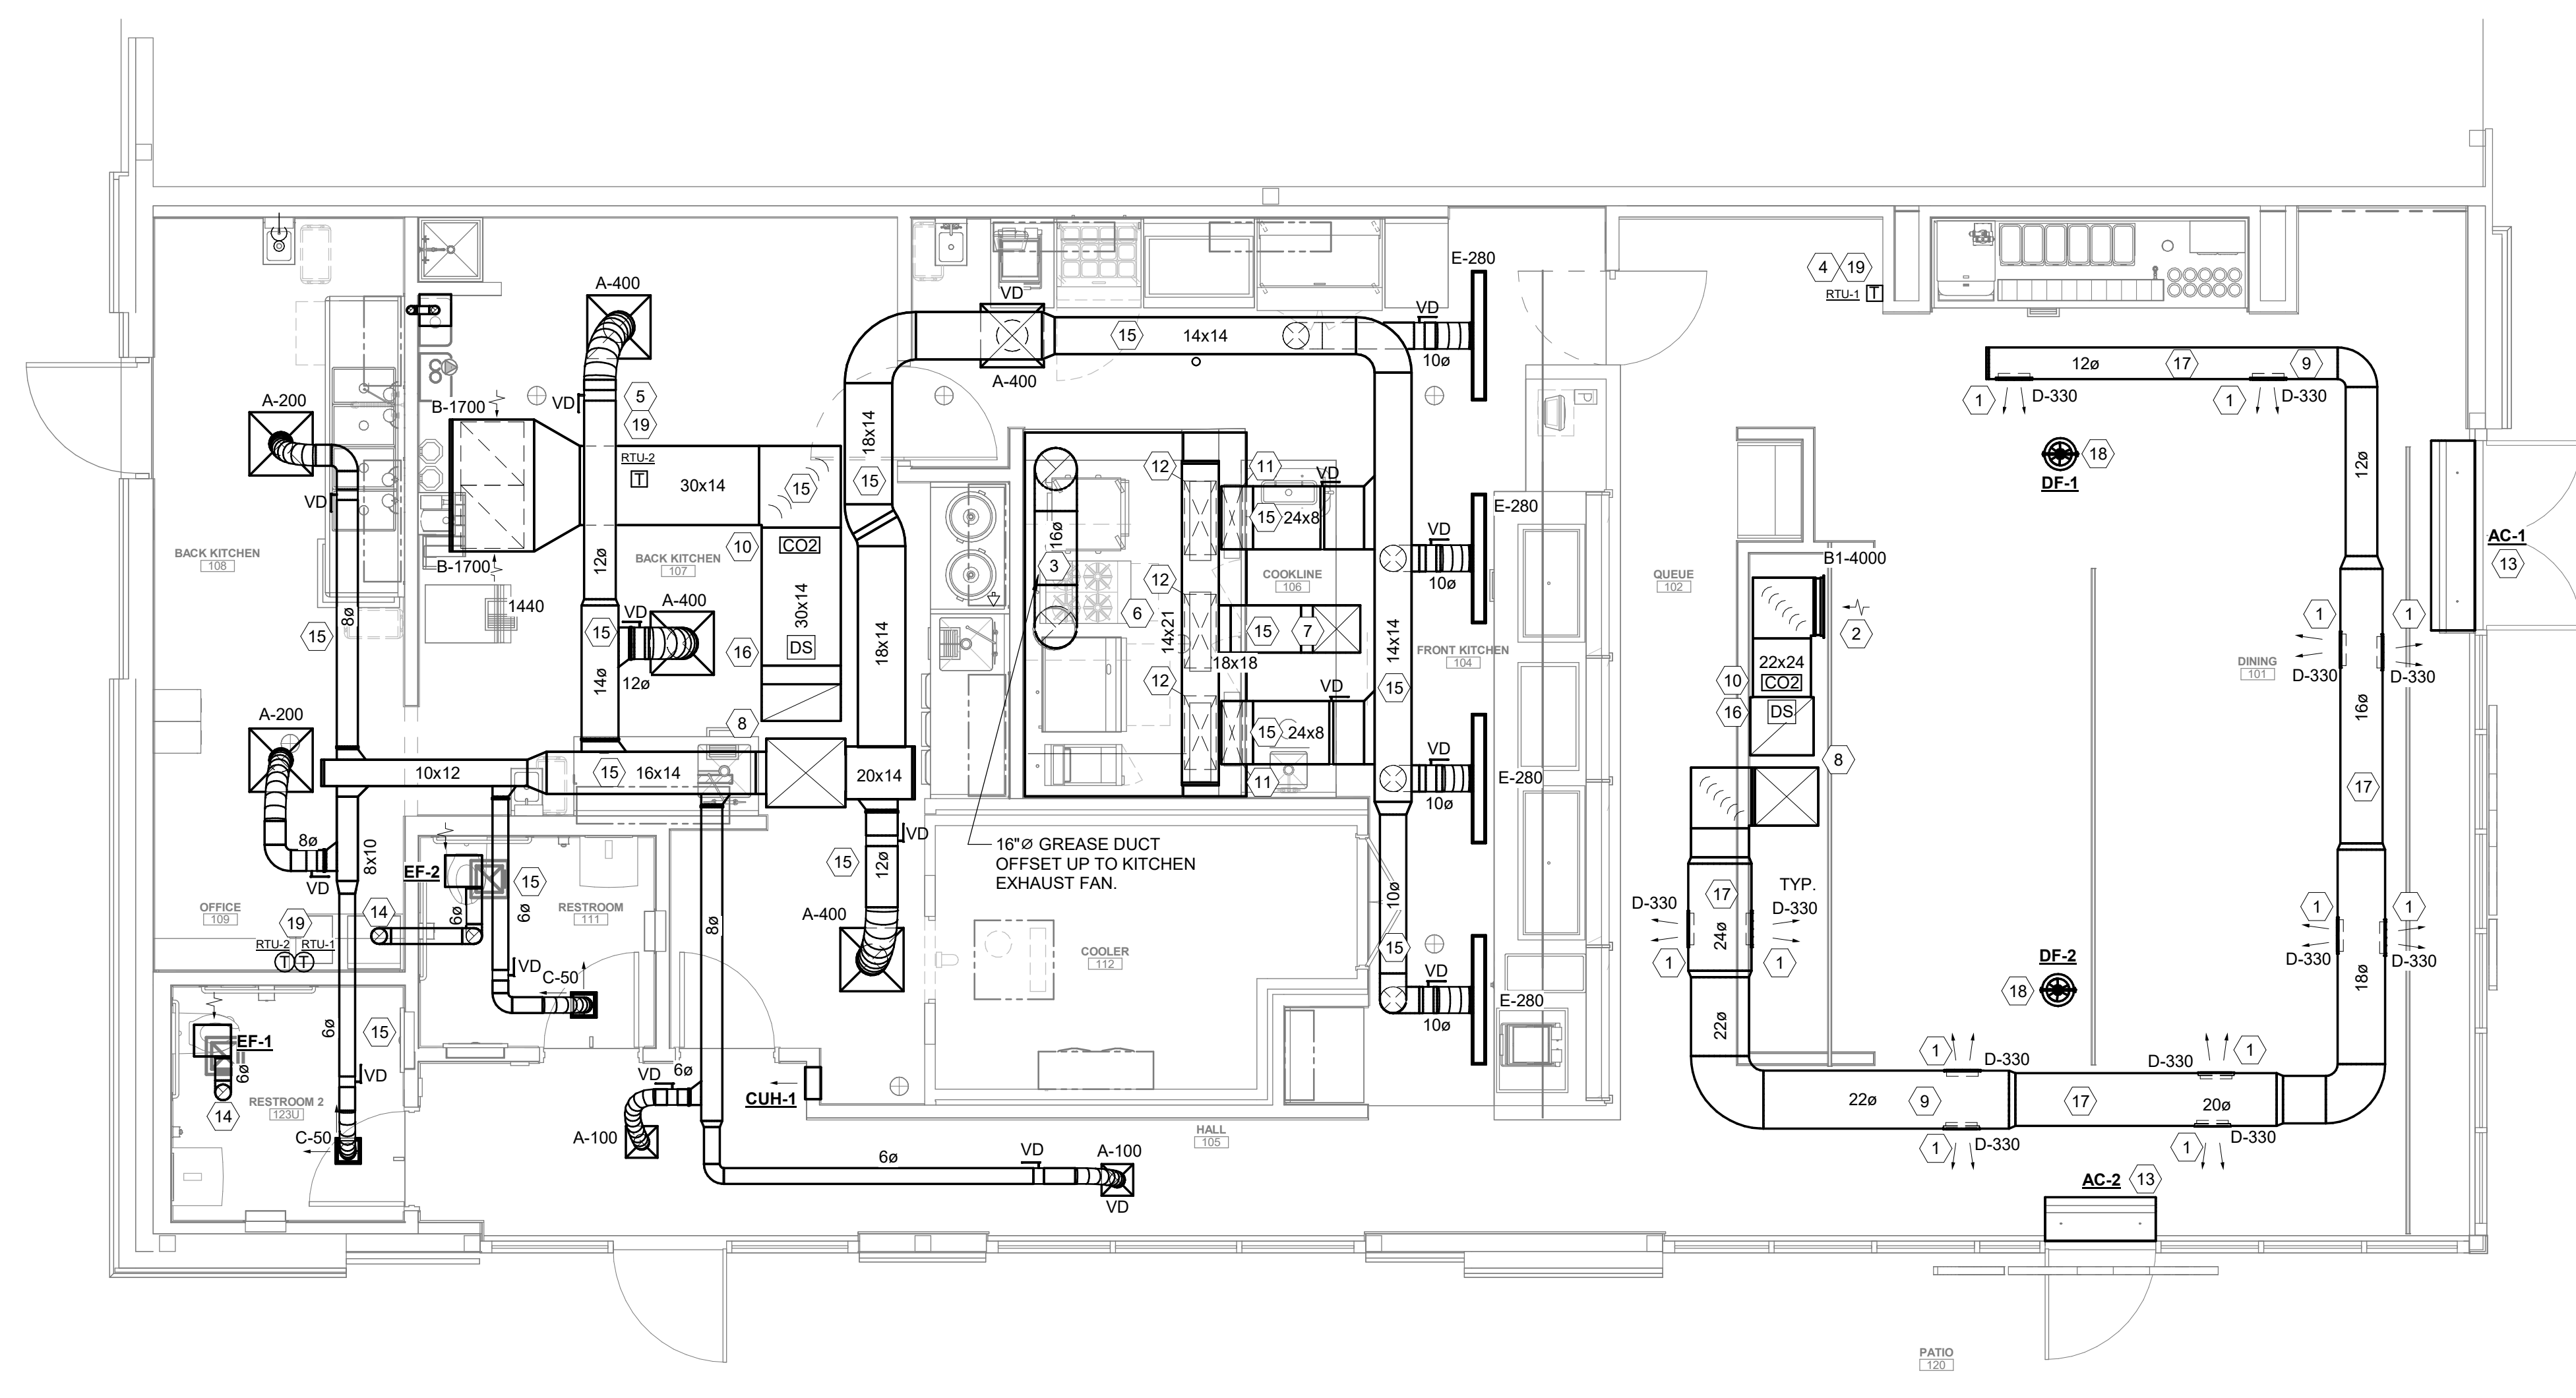 E-280
A-400
VD
4
19
RTU-1
T
15
14x14
VD
10ø
A-400
12ø
17
9
1
D-330
1
D-330
A-200
B-1700
VD
5
19
18x14
18
DF-1
12ø
VD
RTU-2
T
30x14
15
15
12
11
VD
E-280
15
24x8
VD
10ø
AC-1
13
BACK KITCHEN
108
B-1700
12ø
BACK KITCHEN
107
10
CO2
16ø
3
COOKLINE
106
QUEUE
102
B1-4000
2
12
1440
8ø
15
A-400
VD
15
12ø
14ø
30x14
16
DS
18x14
6
14x21
15
7
18x18
14x14
FRONT KITCHEN
104
1
1
D-330
D-330
DINING
101
22x24
10
CO2
16
DS
12
VD
15
16ø
A-200
8
15
24x8
VD
10ø
E-280
8
17
10x12
15
16x14
20x14
11
8ø
VD
8x10
VD
15
12ø
16"Ø GREASE DUCT
OFFSET UP TO KITCHEN
EXHAUST FAN.
EF-2
15
6ø
6ø
RESTROOM
111
10ø
17
24ø
TYP.
D-330
D-330
1
1
1
1
D-330
D-330
OFFICE
109
19
14
RTU-2
RTU-1
T
T
8ø
A-400
COOLER
112
15
VD
10ø
E-280
DF-2
18
18ø
VD
C-50
22ø
EF-1
6ø
6ø
15
VD
14
RESTROOM 2
123U
C-50
VD
6ø
A-100
CUH-1
1
D-330
D-330
1
22ø
9
17
20ø
1
D-330
1
D-330
HALL
105
6ø
VD
A-100
VD
AC-2
13
PATIO
120